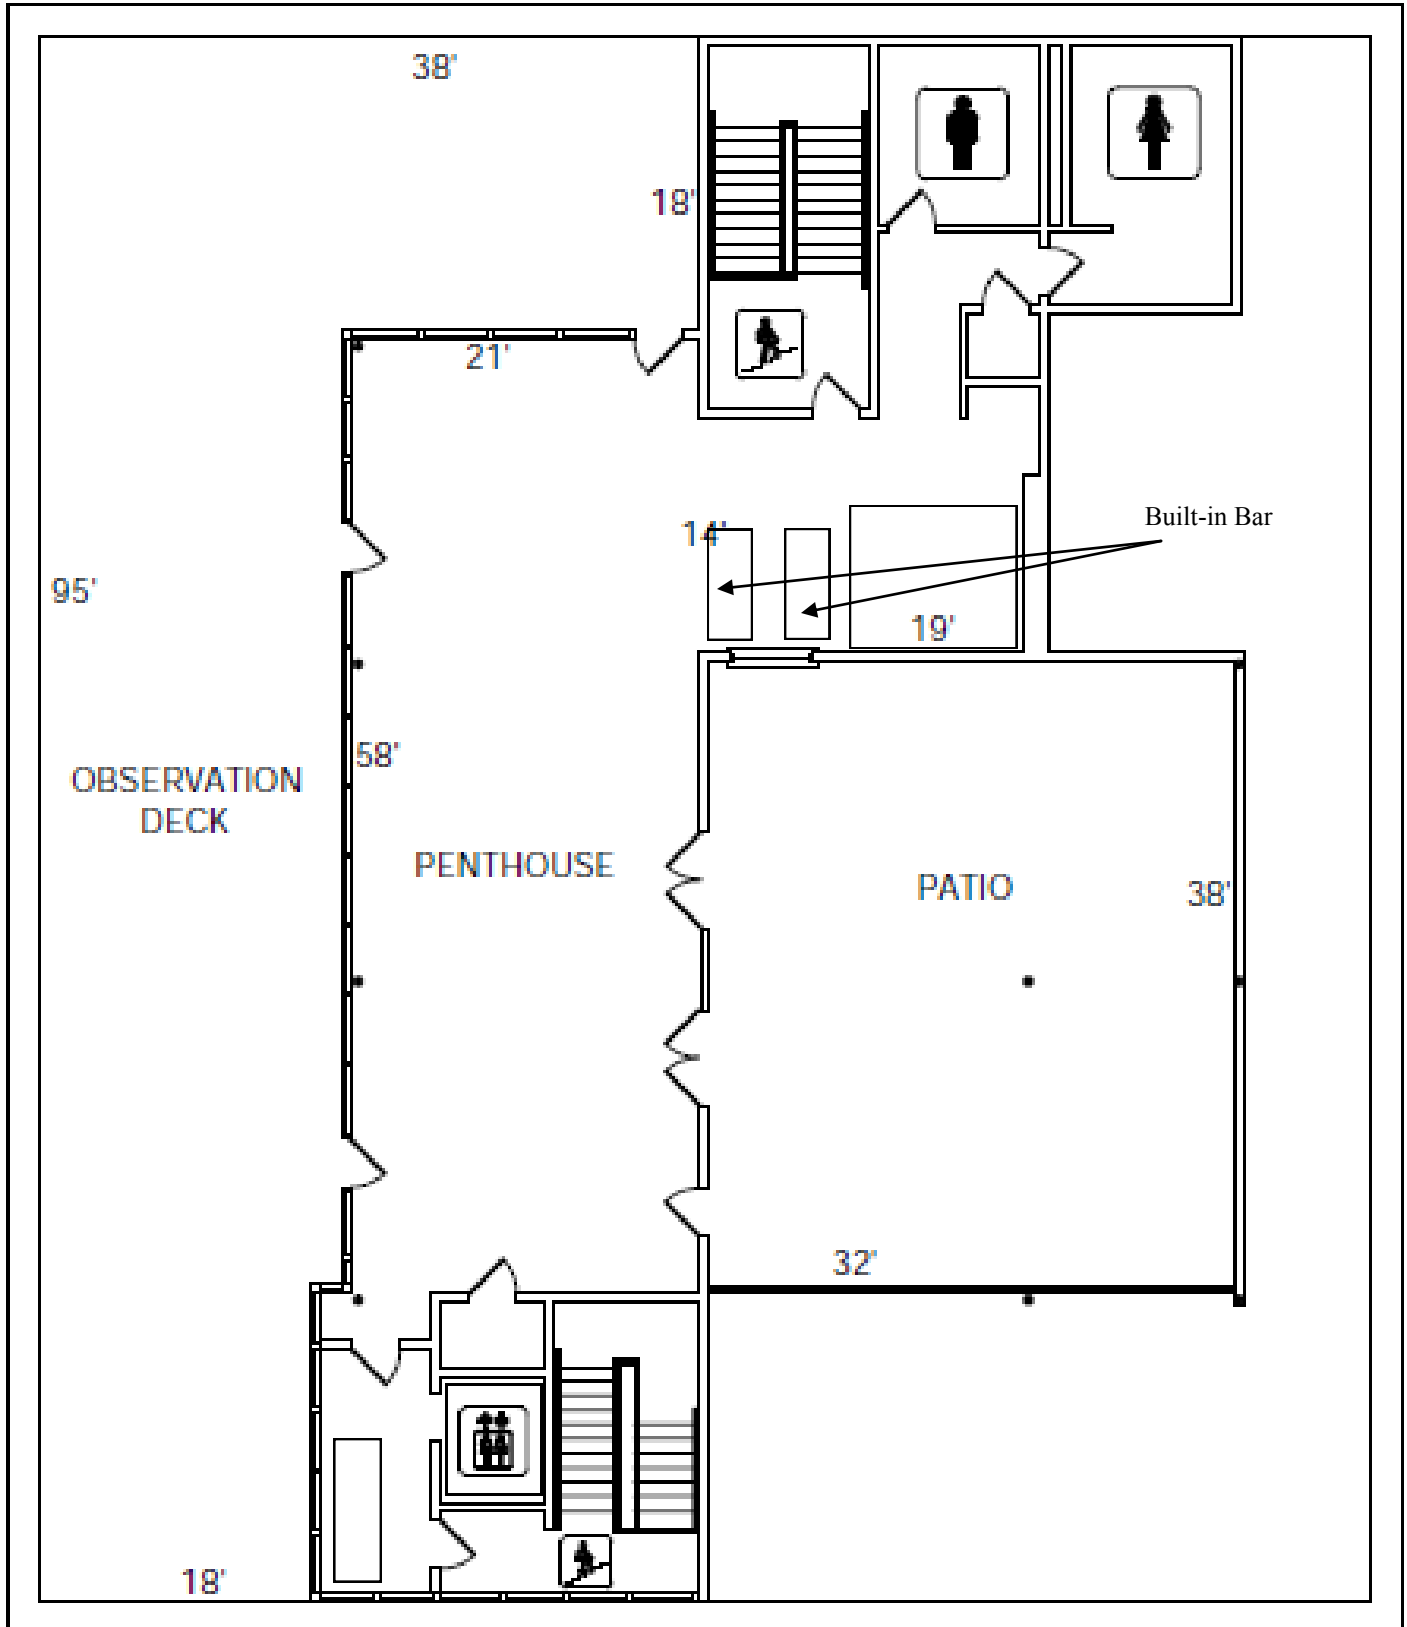 38'
18'
21'
Built-in Bar
14'
95'
19'
58'
OBSERVATION
DECK
PENTHOUSE
PATIO
38'
32'
18'